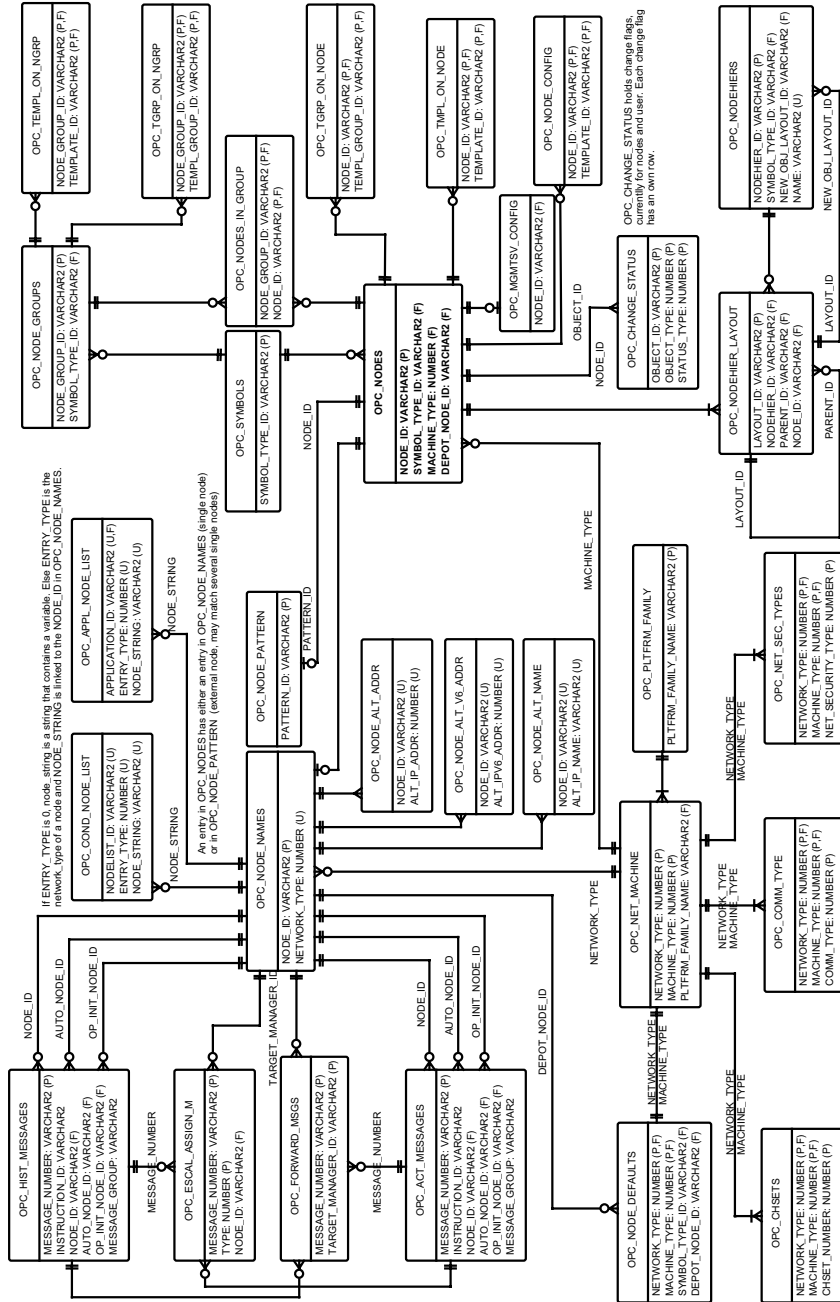 If ENTRY_TYPE is 0, node_string is a string that contains a variable. Else ENTRY_TYPE is the
network_type of a node and NODE_STRING is linked to the NODE_ID in OPC_NODE_NAMES.
OPC_HIST_MESSAGES
MESSAGE_NUMBER: VARCHAR2 (P)
INSTRUCTION_ID: VARCHAR2
NODE_ID: VARCHAR2 (F)
AUTO_NODE_ID: VARCHAR2 (F)
OP_INIT_NODE_ID: VARCHAR2 (F)
MESSAGE_GROUP: VARCHAR2
NODE_ID
AUTO_NODE_ID
OP_INIT_NODE_ID
MESSAGE_NUMBER
OPC_ESCAL_ASSIGN_M
MESSAGE_NUMBER: VARCHAR2 (P)
TYPE: NUMBER (P)
NODE_ID: VARCHAR2 (F)
TARGET_MANAGER_ID
OPC_FORWARD_MSGS
MESSAGE_NUMBER: VARCHAR2 (P)
TARGET_MANAGER_ID: VARCHAR2 (P)
MESSAGE_NUMBER
OPC_ACT_MESSAGES
MESSAGE_NUMBER: VARCHAR2 (P)
INSTRUCTION_ID: VARCHAR2
NODE_ID: VARCHAR2 (F)
AUTO_NODE_ID: VARCHAR2 (F)
OP_INIT_NODE_ID: VARCHAR2 (F)
MESSAGE_GROUP: VARCHAR2
NODE_ID
AUTO_NODE_ID
OP_INIT_NODE_ID
OPC_COND_NODE_LIST
NODELIST_ID: VARCHAR2 (U)
ENTRY_TYPE: NUMBER (U)
NODE_STRING: VARCHAR2 (U)
NODE_STRING
OPC_APPL_NODE_LIST
APPLICATION_ID: VARCHAR2 (U,F)
ENTRY_TYPE: NUMBER (U)
NODE_STRING: VARCHAR2 (U)
NODE_STRING
An entry in OPC_NODES has either an entry in OPC_NODE_NAMES (single node)
or in OPC_NODE_PATTERN (external node, may match several single nodes)
OPC_NODE_NAMES
NODE_ID: VARCHAR2 (P)
NETWORK_TYPE: NUMBER (U)
OPC_NODE_PATTERN
PATTERN_ID: VARCHAR2 (P)
PATTERN_ID
NODE_ID
OPC_NODE_ALT_ADDR
NODE_ID: VARCHAR2 (U)
ALT_IP_ADDR: NUMBER (U)
OPC_NODE_ALT_V6_ADDR
NODE_ID: VARCHAR2 (U)
ALT_IPV6_ADDR: NUMBER (U)
OPC_NODE_ALT_NAME
NODE_ID: VARCHAR2 (U)
ALT_IP_NAME: VARCHAR2 (U)
NETWORK_TYPE
MACHINE_TYPE
DEPOT_NODE_ID
OPC_NODE_GROUPS
NODE_GROUP_ID: VARCHAR2 (P)
SYMBOL_TYPE_ID: VARCHAR2 (F)
OPC_TEMPL_ON_NGRP
NODE_GROUP_ID: VARCHAR2 (P,F)
TEMPLATE_ID: VARCHAR2 (P,F)
OPC_TGRP_ON_NGRP
NODE_GROUP_ID: VARCHAR2 (P,F)
TEMPL_GROUP_ID: VARCHAR2 (P,F)
OPC_SYMBOLS
SYMBOL_TYPE_ID: VARCHAR2 (P)
OPC_NODES_IN_GROUP
NODE_GROUP_ID: VARCHAR2 (P,F)
NODE_ID: VARCHAR2 (P,F)
OPC_NODES
NODE_ID: VARCHAR2 (P)
SYMBOL_TYPE_ID: VARCHAR2 (F)
MACHINE_TYPE: NUMBER (F)
DEPOT_NODE_ID: VARCHAR2 (F)
OPC_TGRP_ON_NODE
NODE_ID: VARCHAR2 (P,F)
TEMPL_GROUP_ID: VARCHAR2 (P,F)
OPC_TMPL_ON_NODE
NODE_ID: VARCHAR2 (P,F)
TEMPLATE_ID: VARCHAR2 (P,F)
OPC_MGMTSV_CONFIG
NODE_ID: VARCHAR2 (F)
OPC_NODE_CONFIG
NODE_ID: VARCHAR2 (P,F)
TEMPLATE_ID: VARCHAR2 (P,F)
OBJECT_ID
NODE_ID
OPC_CHANGE_STATUS
OBJECT_ID: VARCHAR2 (P)
OBJECT_TYPE: NUMBER (P)
STATUS_TYPE: NUMBER (P)
OPC_CHANGE_STATUS holds change flags,
currently for nodes and user. Each change flag
has an own row.
OPC_NODE_DEFAULTS
NETWORK_TYPE: NUMBER (P,F)
MACHINE_TYPE: NUMBER (P,F)
SYMBOL_TYPE_ID: VARCHAR2 (F)
DEPOT_NODE_ID: VARCHAR2 (F)
NETWORK_TYPE
MACHINE_TYPE
OPC_NET_MACHINE
NETWORK_TYPE: NUMBER (P)
MACHINE_TYPE: NUMBER (P)
PLTFRM_FAMILY_NAME: VARCHAR2 (F)
OPC_PLTFRM_FAMILY
PLTFRM_FAMILY_NAME: VARCHAR2 (P)
NETWORK_TYPE
MACHINE_TYPE
NETWORK_TYPE
MACHINE_TYPE
NETWORK_TYPE
MACHINE_TYPE
OPC_CHSETS
NETWORK_TYPE: NUMBER (P,F)
MACHINE_TYPE: NUMBER (P,F)
CHSET_NUMBER: NUMBER (P)
OPC_COMM_TYPE
NETWORK_TYPE: NUMBER (P,F)
MACHINE_TYPE: NUMBER (P,F)
COMM_TYPE: NUMBER (P)
OPC_NET_SEC_TYPES
NETWORK_TYPE: NUMBER (P,F)
MACHINE_TYPE: NUMBER (P,F)
NET_SECURITY_TYPE: NUMBER (P)
OPC_NODEHIER_LAYOUT
LAYOUT_ID: VARCHAR2 (P)
NODEHIER_ID: VARCHAR2 (F)
PARENT_ID: VARCHAR2 (F)
NODE_ID: VARCHAR2 (F)
LAYOUT_ID
PARENT_ID
LAYOUT_ID
NEW_OBJ_LAYOUT_ID
OPC_NODEHIERS
NODEHIER_ID: VARCHAR2 (P)
SYMBOL_TYPE_ID: VARCHAR2 (F)
NEW_OBJ_LAYOUT_ID: VARCHAR2 (F)
NAME: VARCHAR2 (U)